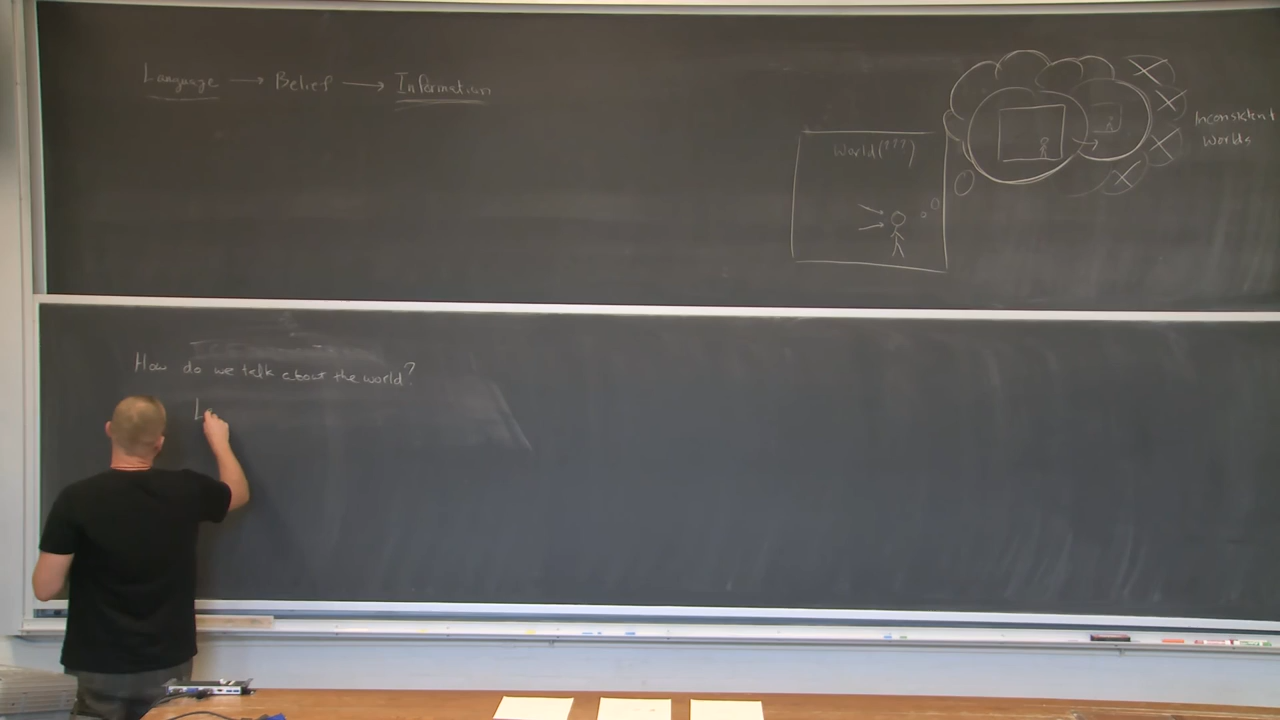 Language → Belief → Information
World(???)
Inconsistent
Worlds
How do we talk about the world?
L